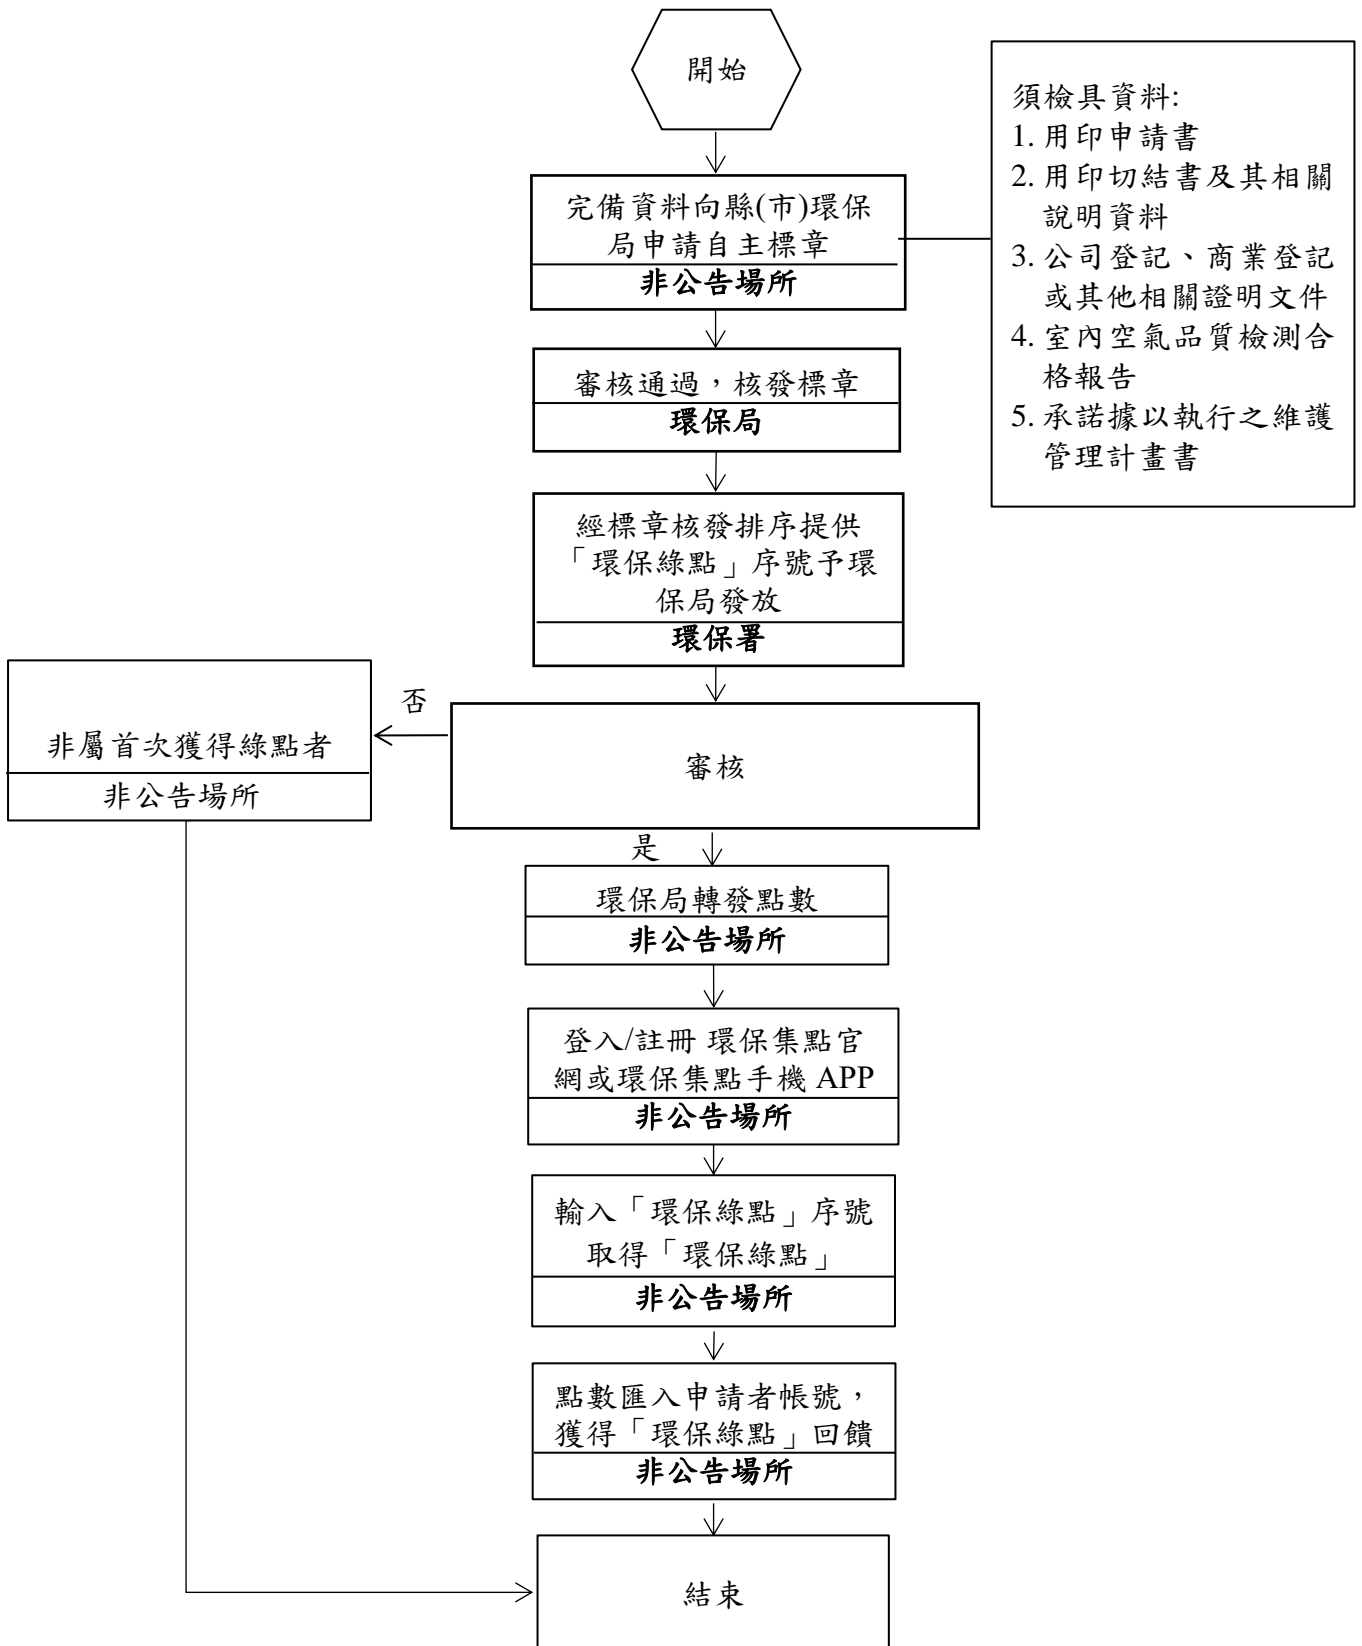 開始
須檢具資料:
1. 用印申請書
2. 用印切結書及其相關
說明資料
3. 公司登記、商業登記
或其他相關證明文件
4. 室內空氣品質檢測合
格報告
5. 承諾據以執行之維護
管理計畫書
完備資料向縣(市)環保
局申請自主標章
非公告場所
審核通過，核發標章
環保局
經標章核發排序提供
「環保綠點」序號予環
保局發放
環保署
否
非屬首次獲得綠點者
非公告場所
審核
是
環保局轉發點數
非公告場所
登入/註冊 環保集點官
網或環保集點手機 APP
非公告場所
輸入「環保綠點」序號
取得「環保綠點」
非公告場所
點數匯入申請者帳號，
獲得「環保綠點」回饋
非公告場所
結束